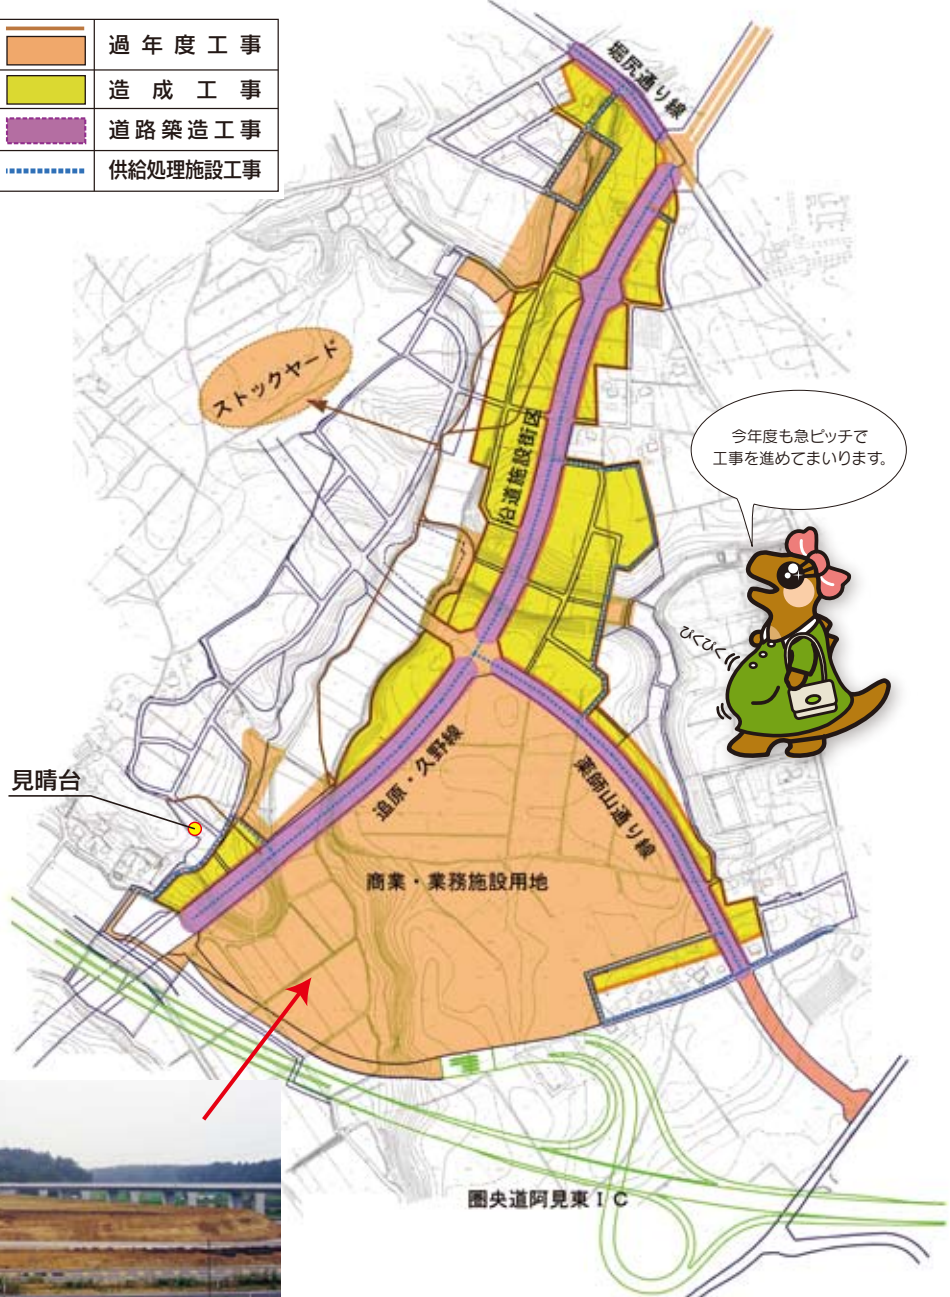 過年度工事
造成工事
道路築造工事
供給処理施設工事
堀尻通り線
ストックヤード
沿道施設街区
今年度も急ピッチで
工事を進めてまいります。
ぴくぴく
追原・久野線
薬師山通り線
見晴台
商業・業務施設用地
圏央道阿見東IC